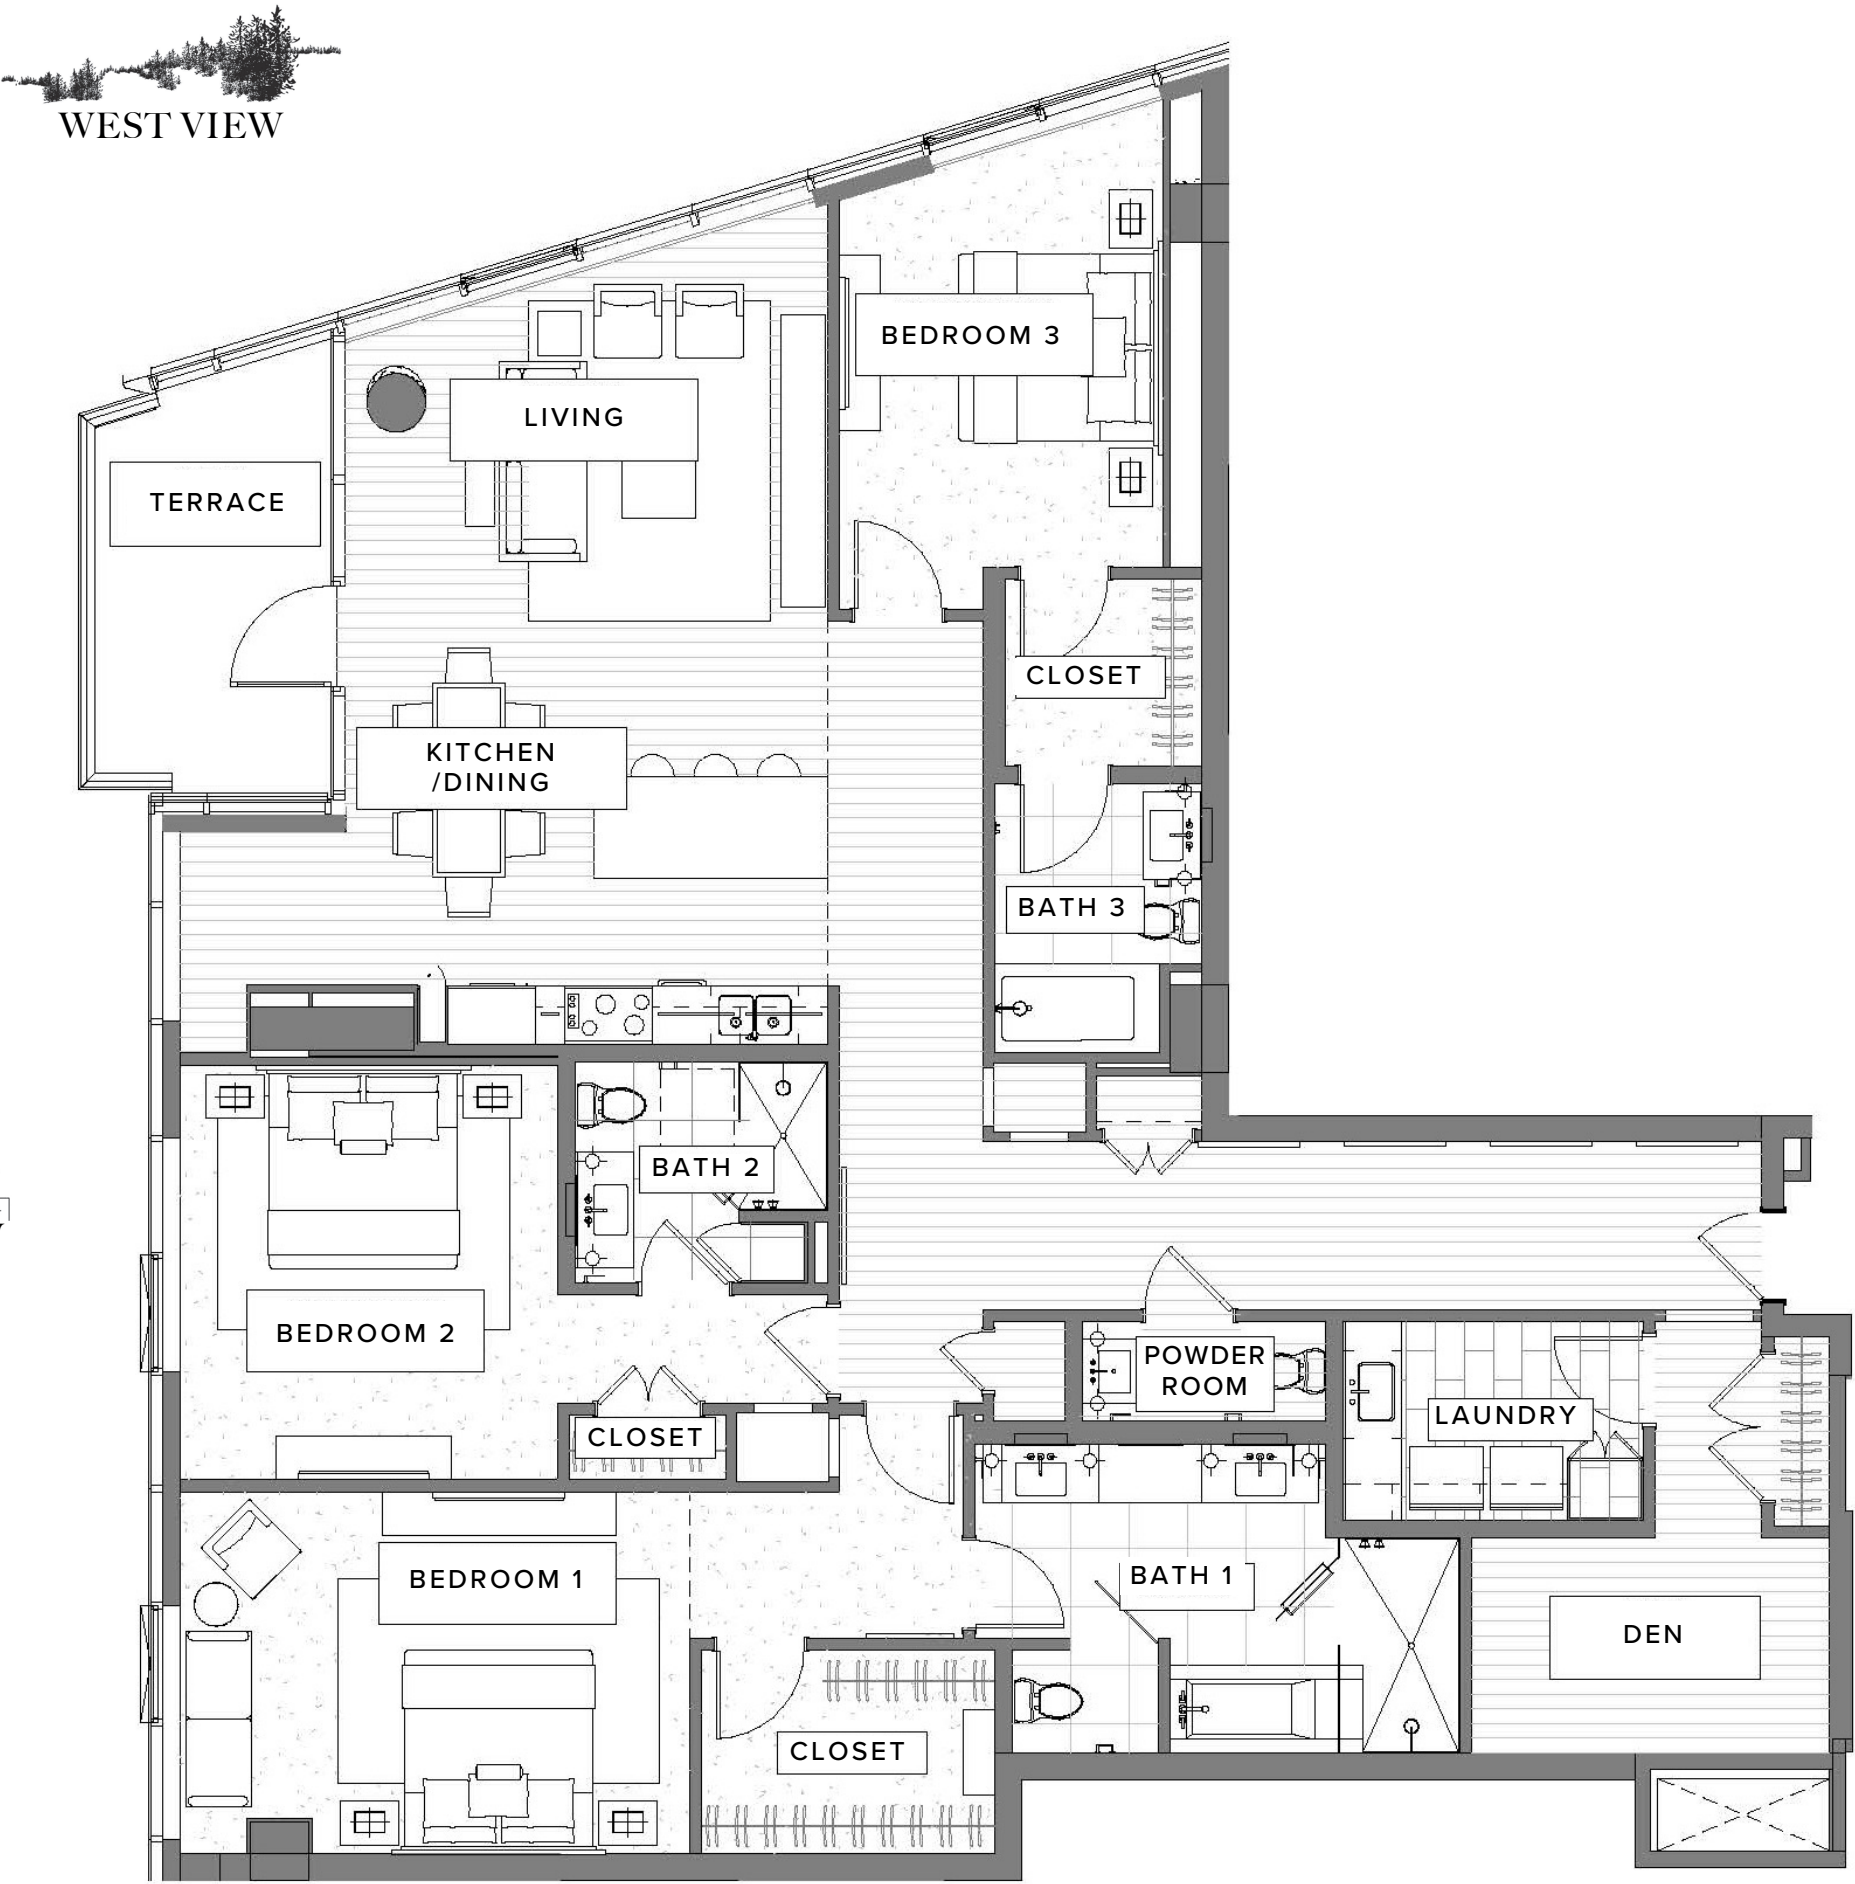 WEST VIEW
BEDROOM 3
LIVING
TERRACE
CLOSET
KITCHEN
/DINING
BATH 3
BATH 2
BEDROOM 2
POWDER
ROOM
LAUNDRY
CLOSET
BEDROOM 1
BATH 1
DEN
CLOSET